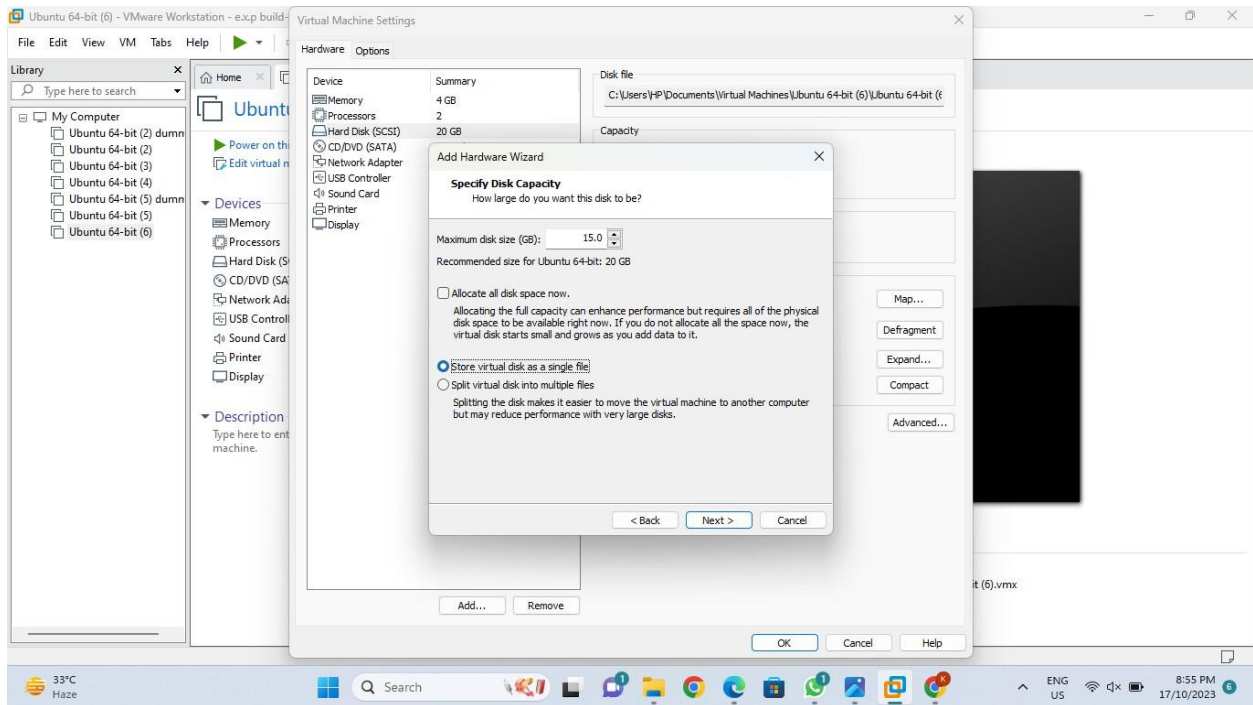 Ubuntu 64-bit (6) - VMware Workstation - e.x.p build-
File Edit View VM Tabs Help
Library
Type here to search
My Computer
Ubuntu 64-bit (2) dumn
Ubuntu 64-bit (2)
Ubuntu 64-bit (3)
Ubuntu 64-bit (4)
Ubuntu 64-bit (5) dumn
Ubuntu 64-bit (5)
Ubuntu 64-bit (6)
Home
Ubuntu
Power on th
Edit virtual m
Devices
Memory
Processors
Hard Disk (S
CD/DVD (SA
Network Ada
USB Controll
Sound Card
Printer
Display
Description
Type here to ent
machine.
Virtual Machine Settings
Hardware Options
Device Summary
Memory 4 GB
Processors 2
Hard Disk (SCSI) 20 GB
CD/DVD (SATA)
Network Adapter
USB Controller
Sound Card
Printer
Display
Add... Remove
Disk file
C:\Users\HP\Documents\Virtual Machines\Ubuntu 64-bit (6)\Ubuntu 64-bit (6
Capacity
Map...
Defragment
Expand...
Compact
Advanced...
OK Cancel Help
Add Hardware Wizard
Specify Disk Capacity
How large do you want this disk to be?
Maximum disk size (GB): 15.0
Recommended size for Ubuntu 64-bit: 20 GB
Allocate all disk space now.
Allocating the full capacity can enhance performance but requires all of the physical
disk space to be available right now. If you do not allocate all the space now, the
virtual disk starts small and grows as you add data to it.
Store virtual disk as a single file
Split virtual disk into multiple files
Splitting the disk makes it easier to move the virtual machine to another computer
but may reduce performance with very large disks.
< Back Next > Cancel
it (6).vmx
33°C
Haze
Search
1
1
K
ENG
US
8:55 PM
17/10/2023
6